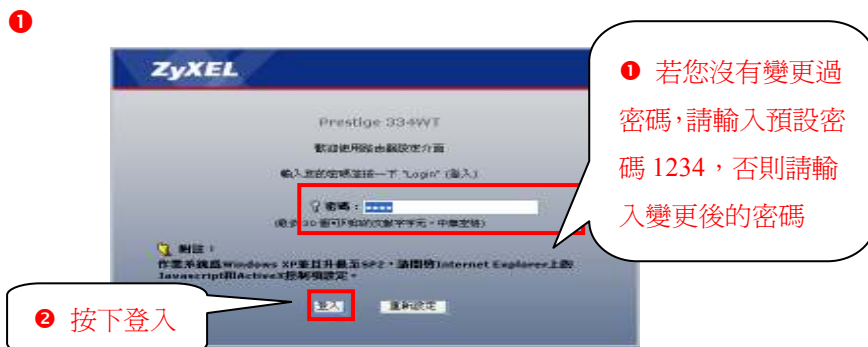 ❶
ZyXEL
Prestige 334WT
歡迎使用路由器設定介面
輸入您的密碼並按一下 "Login" (登入)
密碼：
(最多 30 個可列印的文數字字元，中無空格)
附註：
作業系統為Windows XP並且升級至SP2，請開啟Internet Explorer上的
Javascript和ActiveX控制項設定。
登入 重新設定
❶ 若您沒有變更過
密碼，請輸入預設密
碼 1234，否則請輸
入變更後的密碼
❷ 按下登入